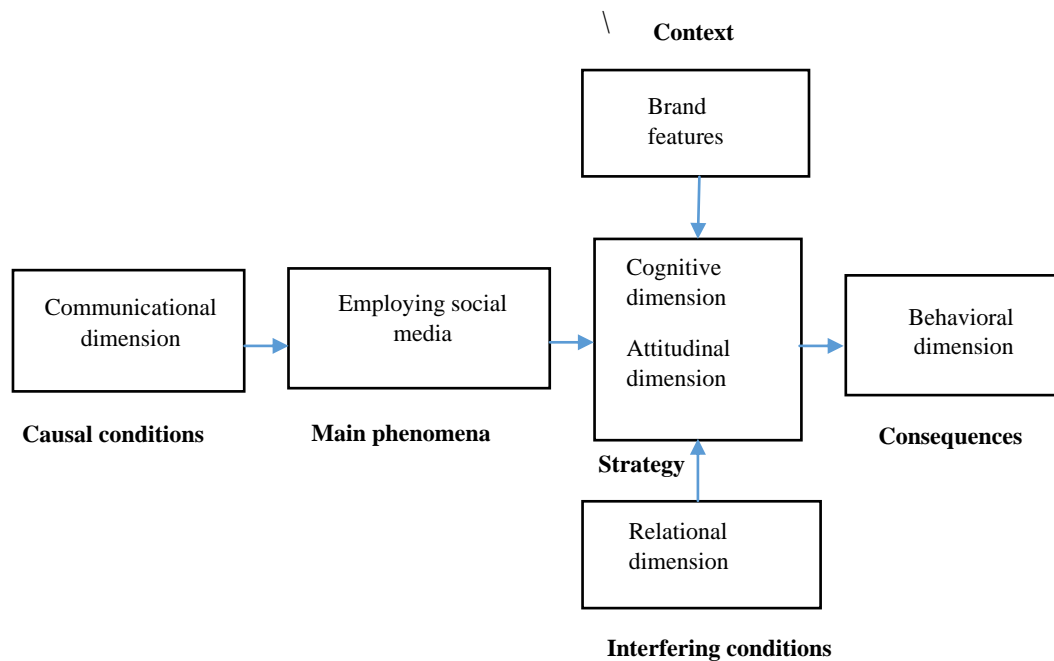 \
Context
Brand
features
Communicational
dimension
Employing social
media
Cognitive
dimension
Attitudinal
dimension
Behavioral
dimension
Causal conditions
Main phenomena
Strategy
Consequences
Relational
dimension
Interfering conditions